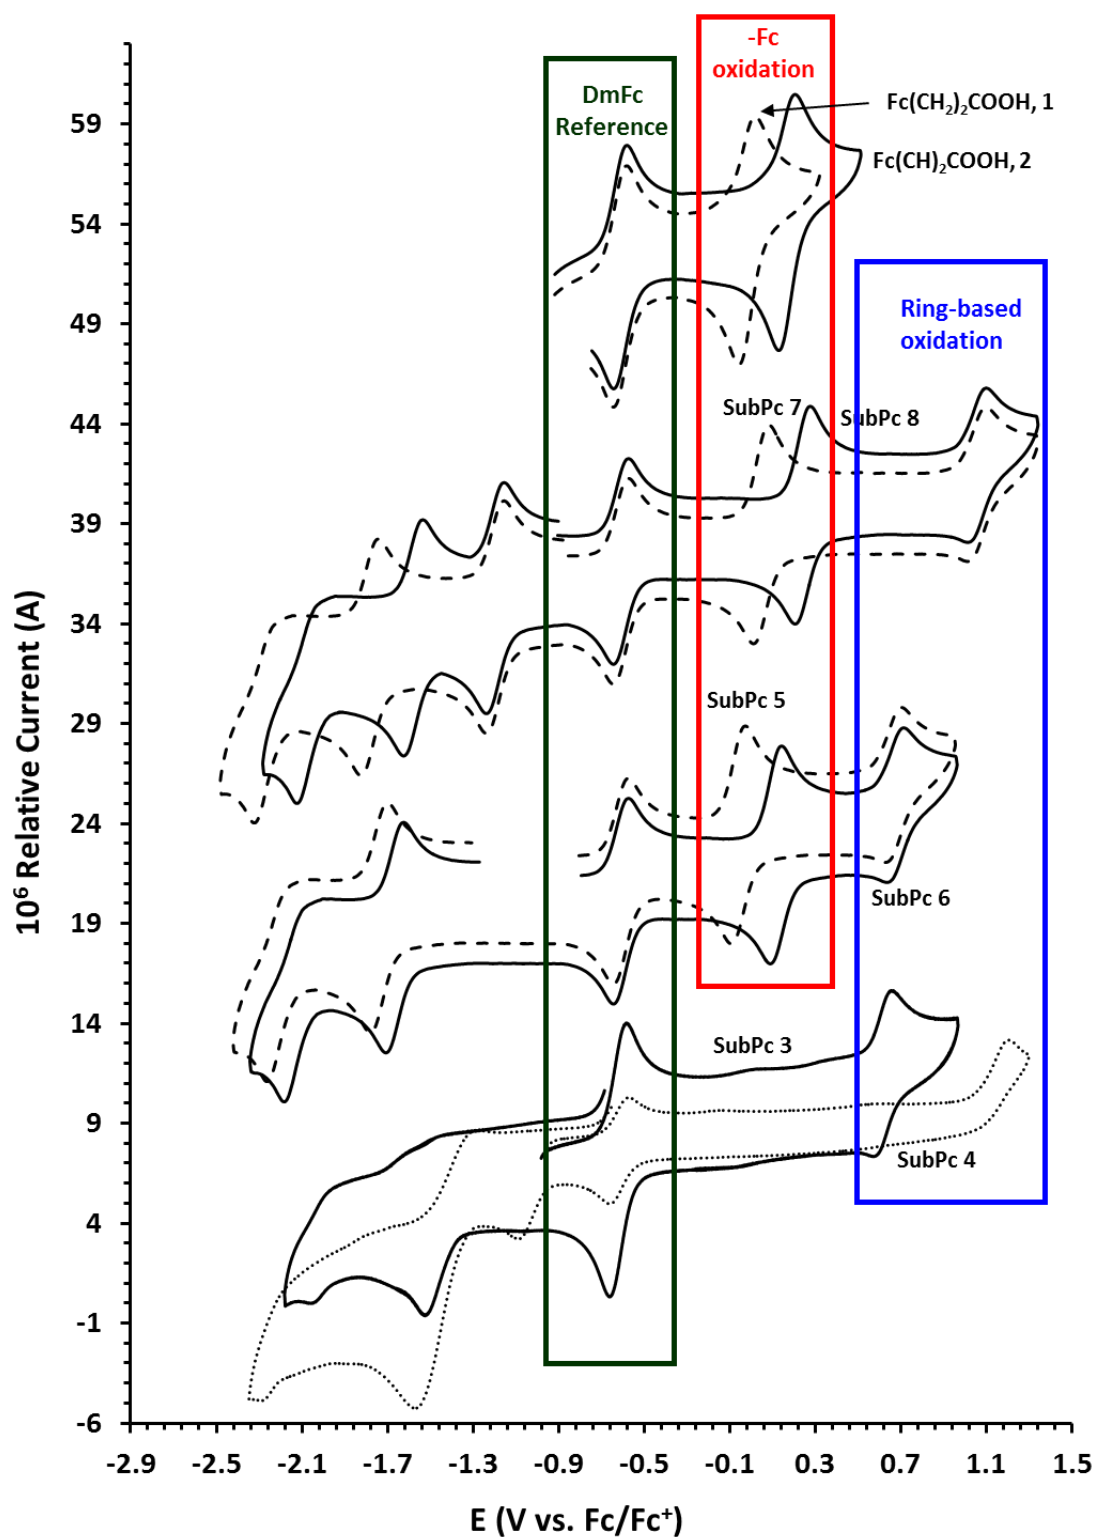 -Fc
oxidation
DmFc
Reference
Fc(CH₂)₂COOH, 1
Fc(CH)₂COOH, 2
Ring-based
oxidation
SubPc 7
SubPc 8
SubPc 5
SubPc 6
SubPc 3
SubPc 4
10⁶ Relative Current (A)
59
54
49
44
39
34
29
24
19
14
9
4
-1
-6
-2.9 -2.5 -2.1 -1.7 -1.3 -0.9 -0.5 -0.1 0.3 0.7 1.1 1.5
E (V vs. Fc/Fc⁺)